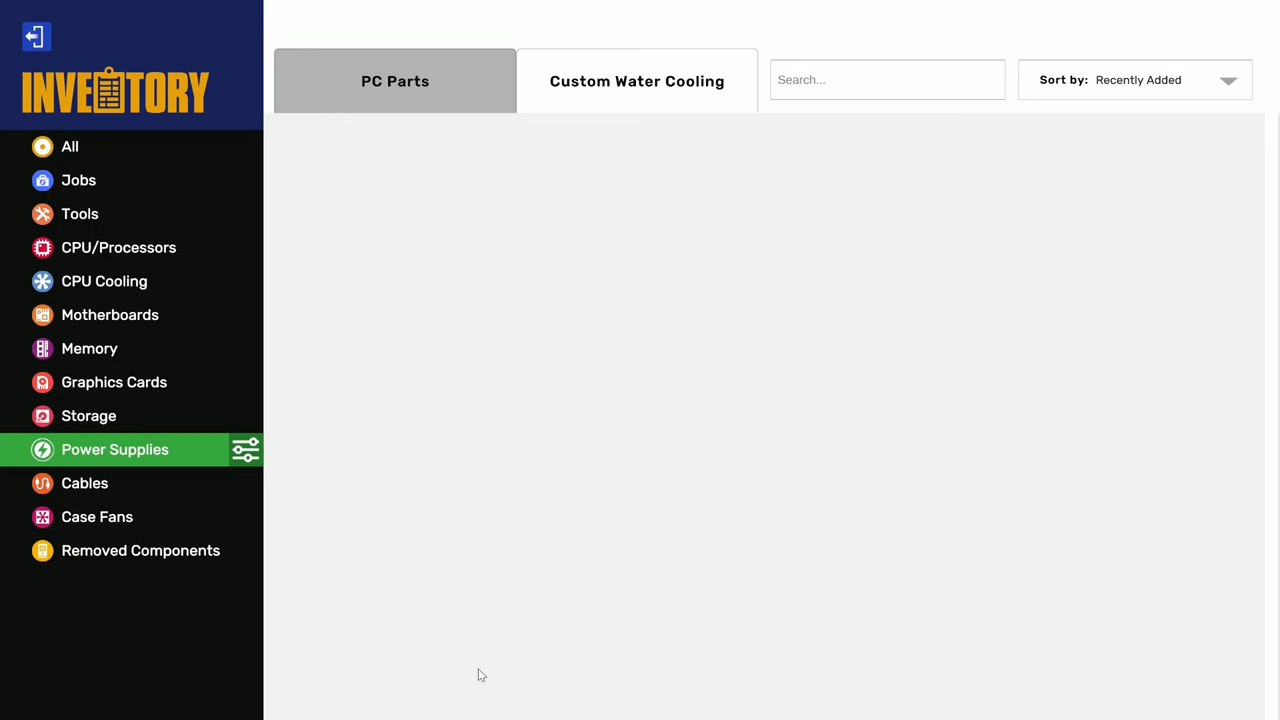 INVENTORY
PC Parts
Custom Water Cooling
Search...
Sort by: Recently Added
All
Jobs
Tools
CPU/Processors
CPU Cooling
Motherboards
Memory
Graphics Cards
Storage
Power Supplies
Cables
Case Fans
Removed Components